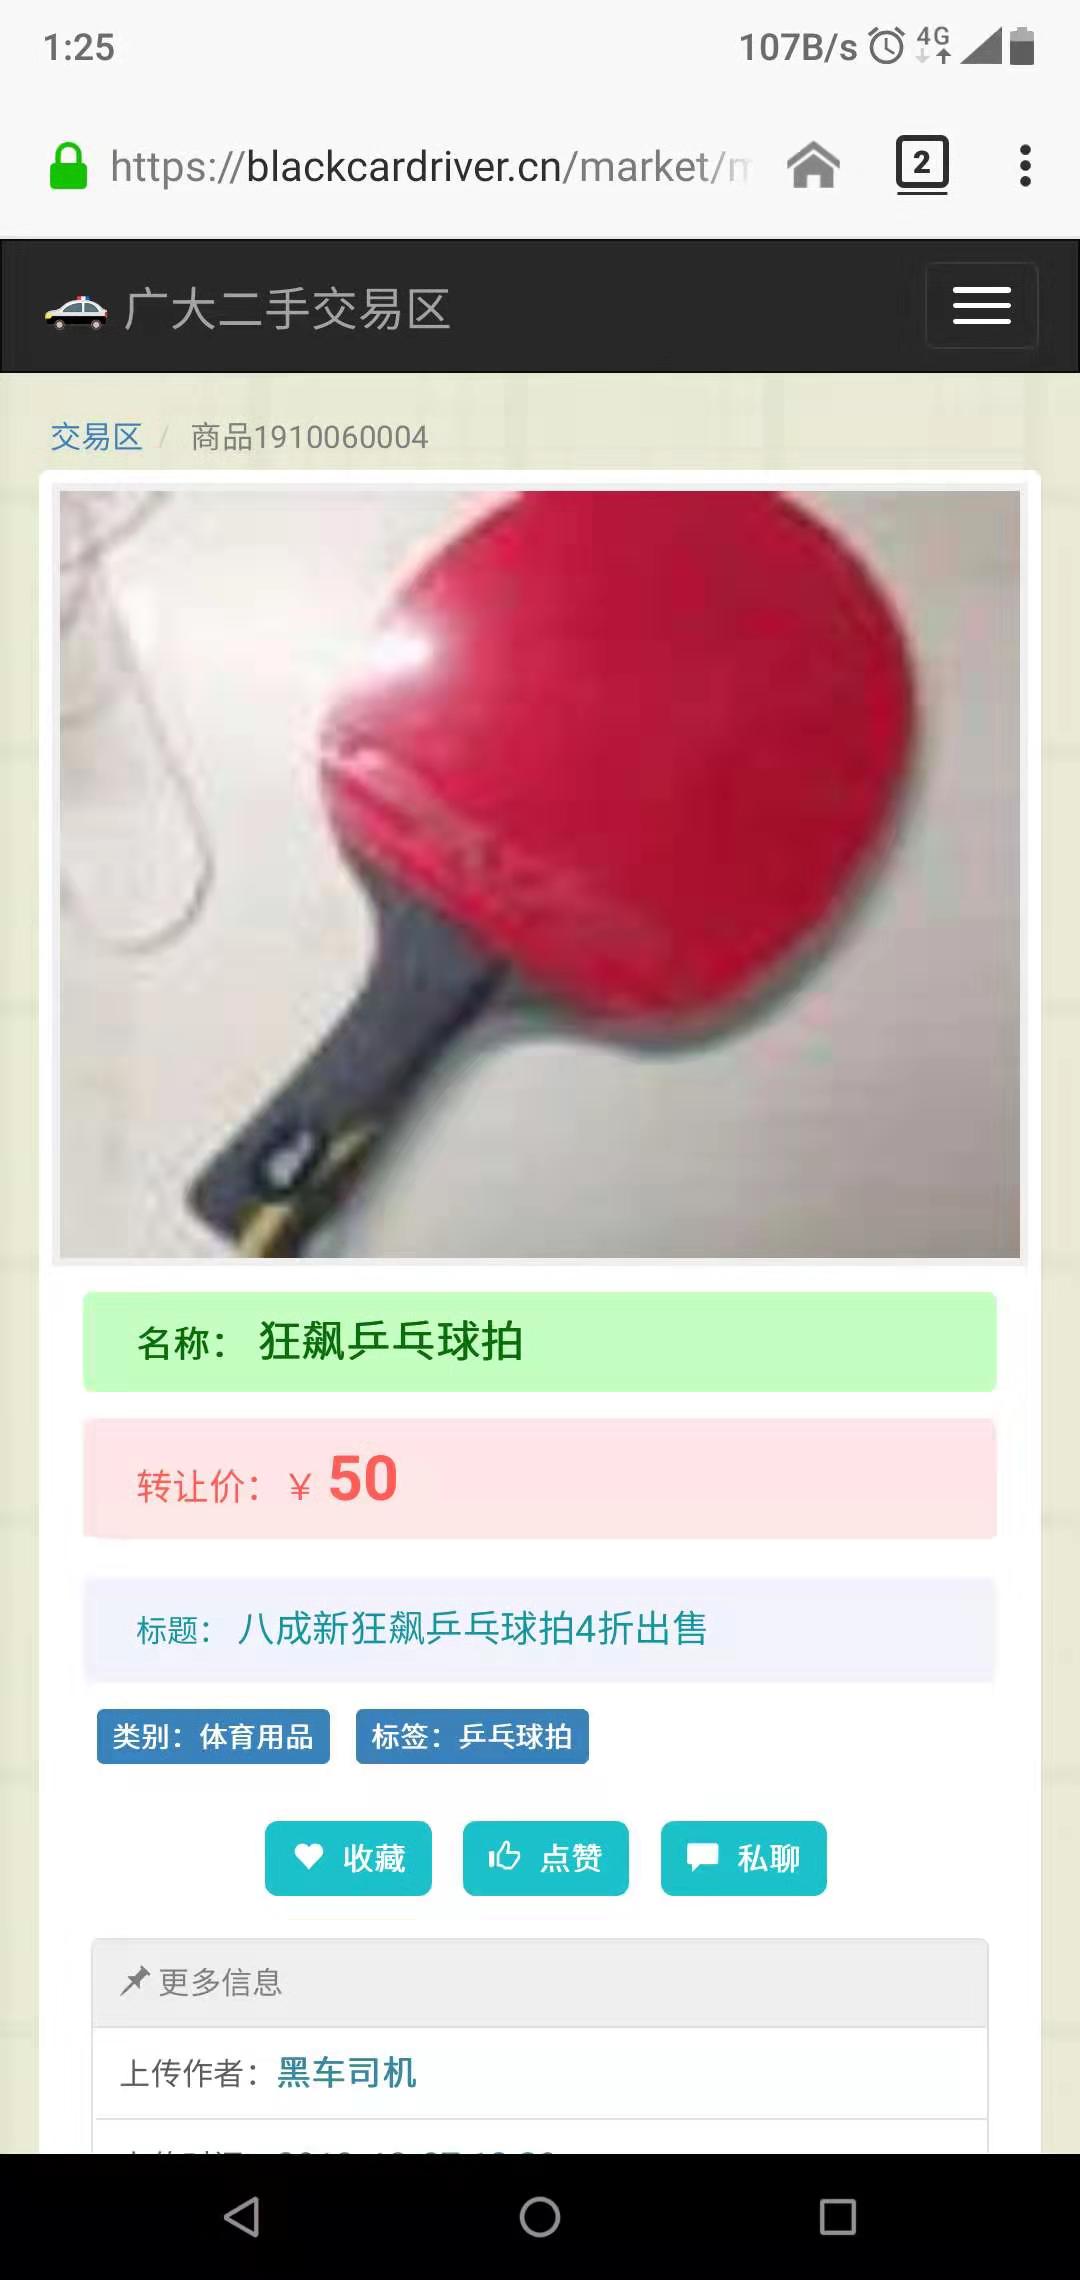 1:25
107B/s
4G
https://blackcardriver.cn/market/
2
广大二手交易区
交易区 / 商品1910060004
名称： 狂飙乒乓球拍
转让价： ¥ 50
标题： 八成新狂飙乒乓球拍4折出售
类别：体育用品 标签：乒乓球拍
收藏 点赞 私聊
更多信息
上传作者：黑车司机